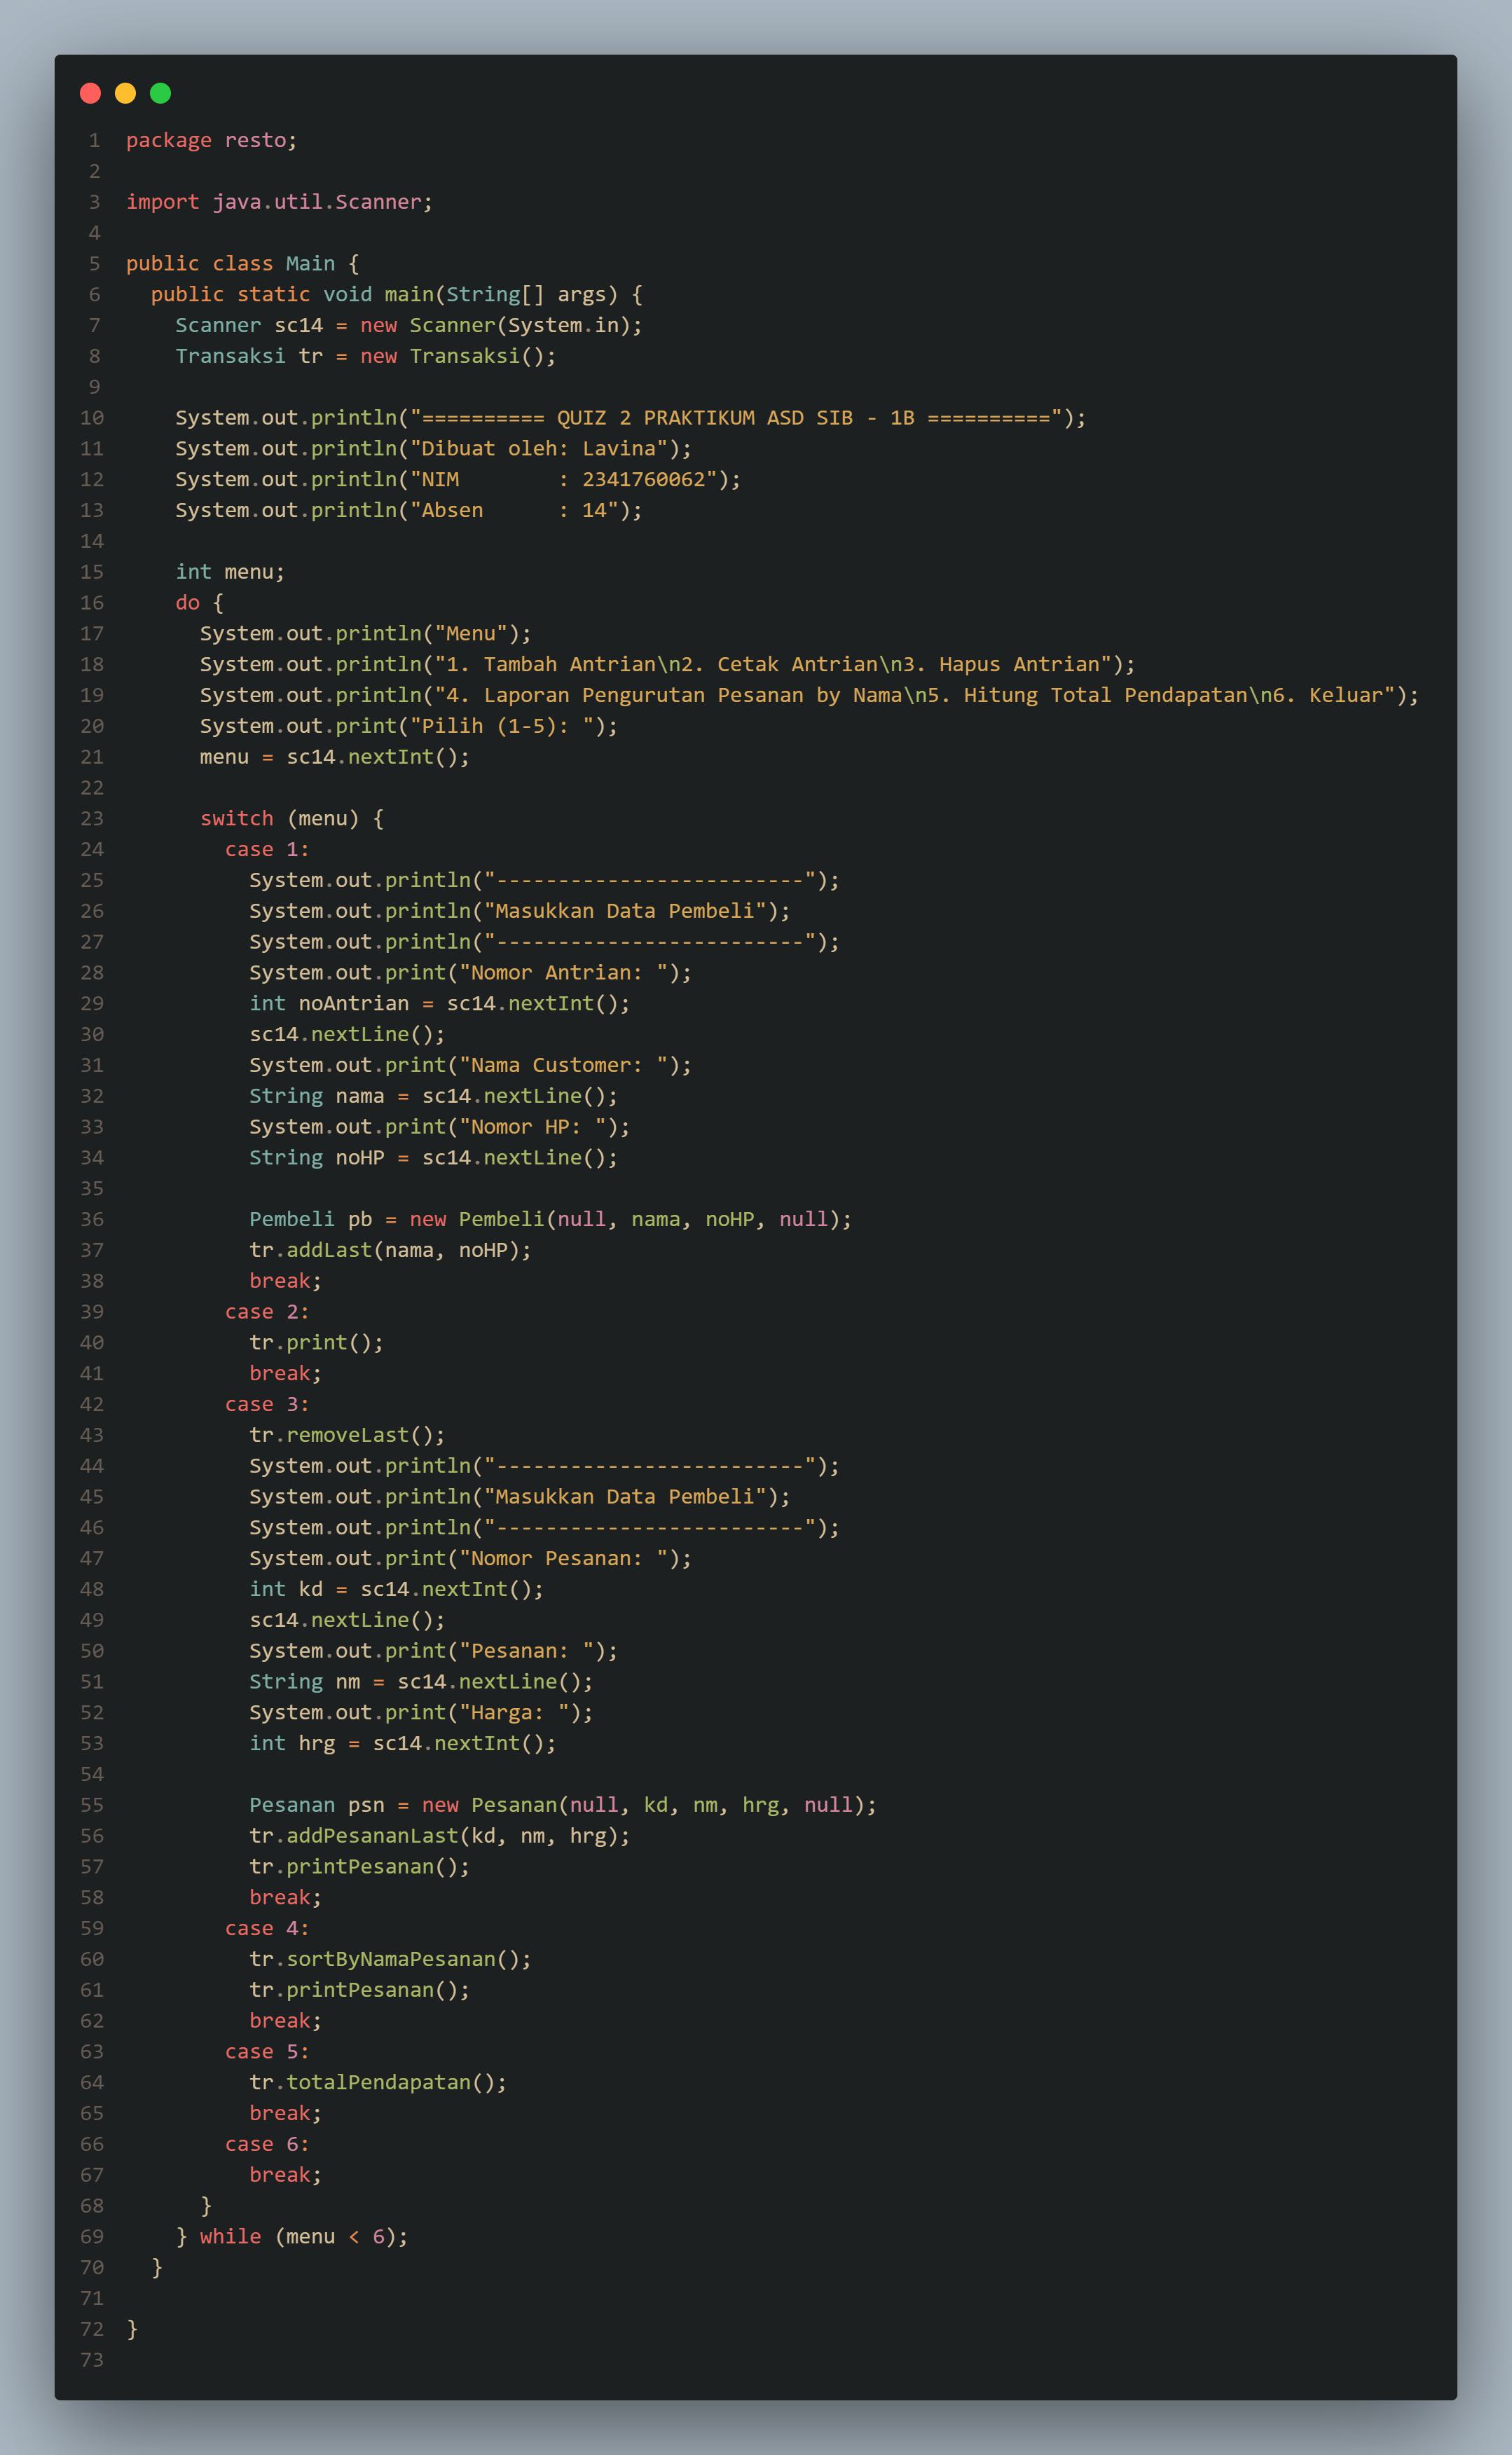 1 package resto;
2
3 import java.util.Scanner;
4
5 public class Main {
6   public static void main(String[] args) {
7     Scanner sc14 = new Scanner(System.in);
8     Transaksi tr = new Transaksi();
9
10     System.out.println("========== QUIZ 2 PRAKTIKUM ASD SIB - 1B ==========");
11     System.out.println("Dibuat oleh: Lavina");
12     System.out.println("NIM        : 2341760062");
13     System.out.println("Absen      : 14");
14
15     int menu;
16     do {
17       System.out.println("Menu");
18       System.out.println("1. Tambah Antrian\n2. Cetak Antrian\n3. Hapus Antrian");
19       System.out.println("4. Laporan Pengurutan Pesanan by Nama\n5. Hitung Total Pendapatan\n6. Keluar");
20       System.out.print("Pilih (1-5): ");
21       menu = sc14.nextInt();
22
23       switch (menu) {
24         case 1:
25           System.out.println("-------------------------");
26           System.out.println("Masukkan Data Pembeli");
27           System.out.println("-------------------------");
28           System.out.print("Nomor Antrian: ");
29           int noAntrian = sc14.nextInt();
30           sc14.nextLine();
31           System.out.print("Nama Customer: ");
32           String nama = sc14.nextLine();
33           System.out.print("Nomor HP: ");
34           String noHP = sc14.nextLine();
35
36           Pembeli pb = new Pembeli(null, nama, noHP, null);
37           tr.addLast(nama, noHP);
38           break;
39         case 2:
40           tr.print();
41           break;
42         case 3:
43           tr.removeLast();
44           System.out.println("-------------------------");
45           System.out.println("Masukkan Data Pembeli");
46           System.out.println("-------------------------");
47           System.out.print("Nomor Pesanan: ");
48           int kd = sc14.nextInt();
49           sc14.nextLine();
50           System.out.print("Pesanan: ");
51           String nm = sc14.nextLine();
52           System.out.print("Harga: ");
53           int hrg = sc14.nextInt();
54
55           Pesanan psn = new Pesanan(null, kd, nm, hrg, null);
56           tr.addPesananLast(kd, nm, hrg);
57           tr.printPesanan();
58           break;
59         case 4:
60           tr.sortByNamaPesanan();
61           tr.printPesanan();
62           break;
63         case 5:
64           tr.totalPendapatan();
65           break;
66         case 6:
67           break;
68       }
69     } while (menu < 6);
70   }
71
72 }
73